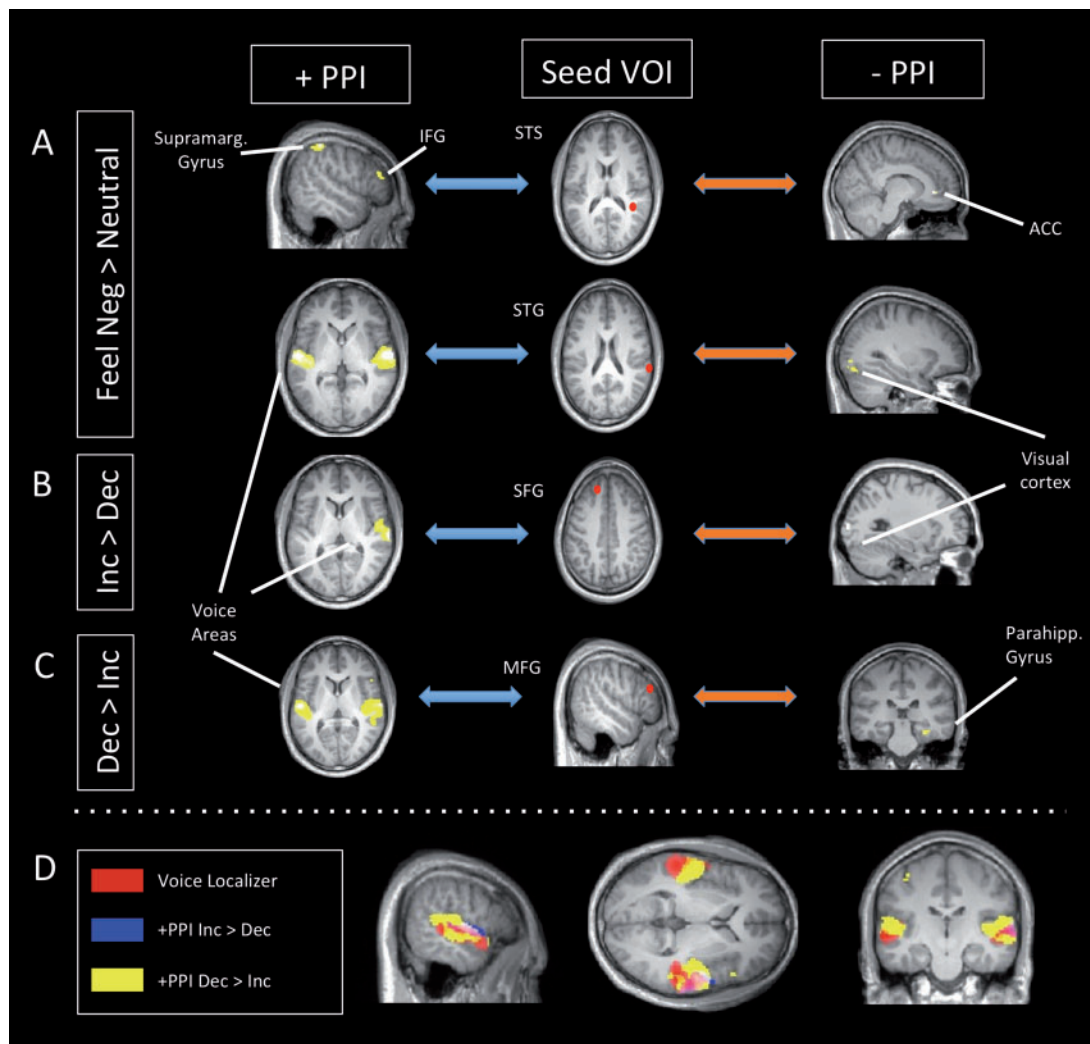 + PPI
Seed VOI
- PPI
A
Feel Neg > Neutral
Supramarg.
Gyrus
IFG
STS
ACC
STG
B
Inc > Dec
SFG
Visual
cortex
Voice
Areas
C
Dec > Inc
MFG
Parahipp.
Gyrus
D
Voice Localizer
+PPI Inc > Dec
+PPI Dec > Inc